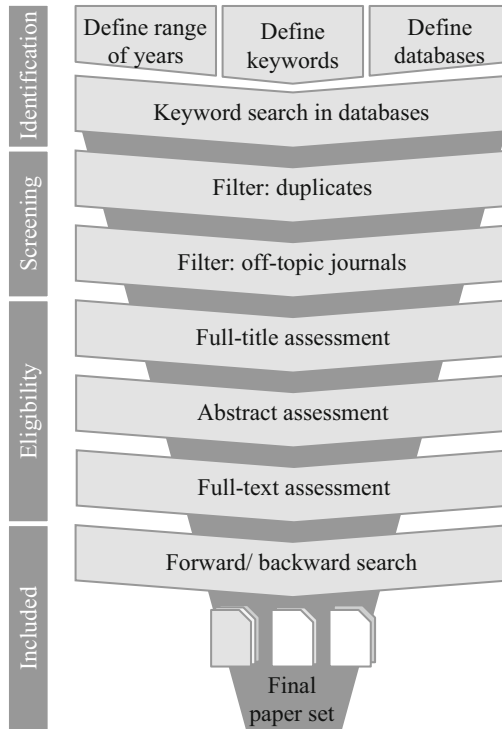 Identification
Define range
of years
Define
keywords
Define
databases
Keyword search in databases
Screening
Filter: duplicates
Filter: off-topic journals
Eligibility
Full-title assessment
Abstract assessment
Full-text assessment
Included
Forward/ backward search
Final
paper set